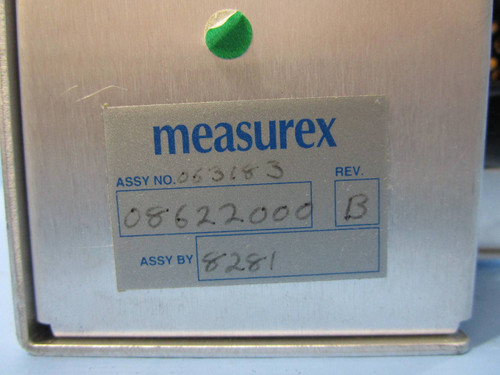 measurex
ASSY NO. 053183 REV.
08622000 B
ASSY BY 8281